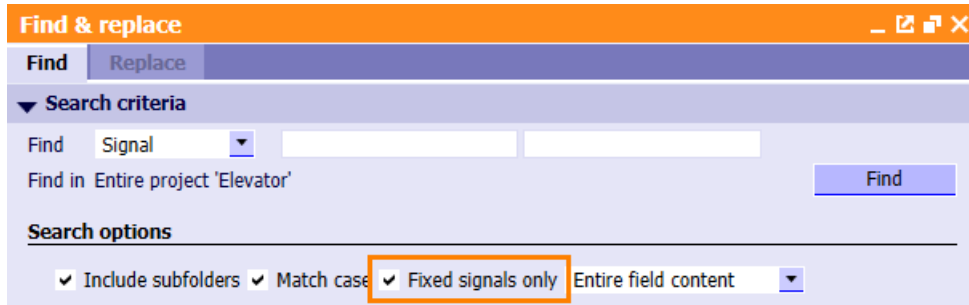 Find & replace
Find Replace
Search criteria
Find Signal
Find in Entire project 'Elevator' Find
Search options
Include subfolders Match case Fixed signals only Entire field content